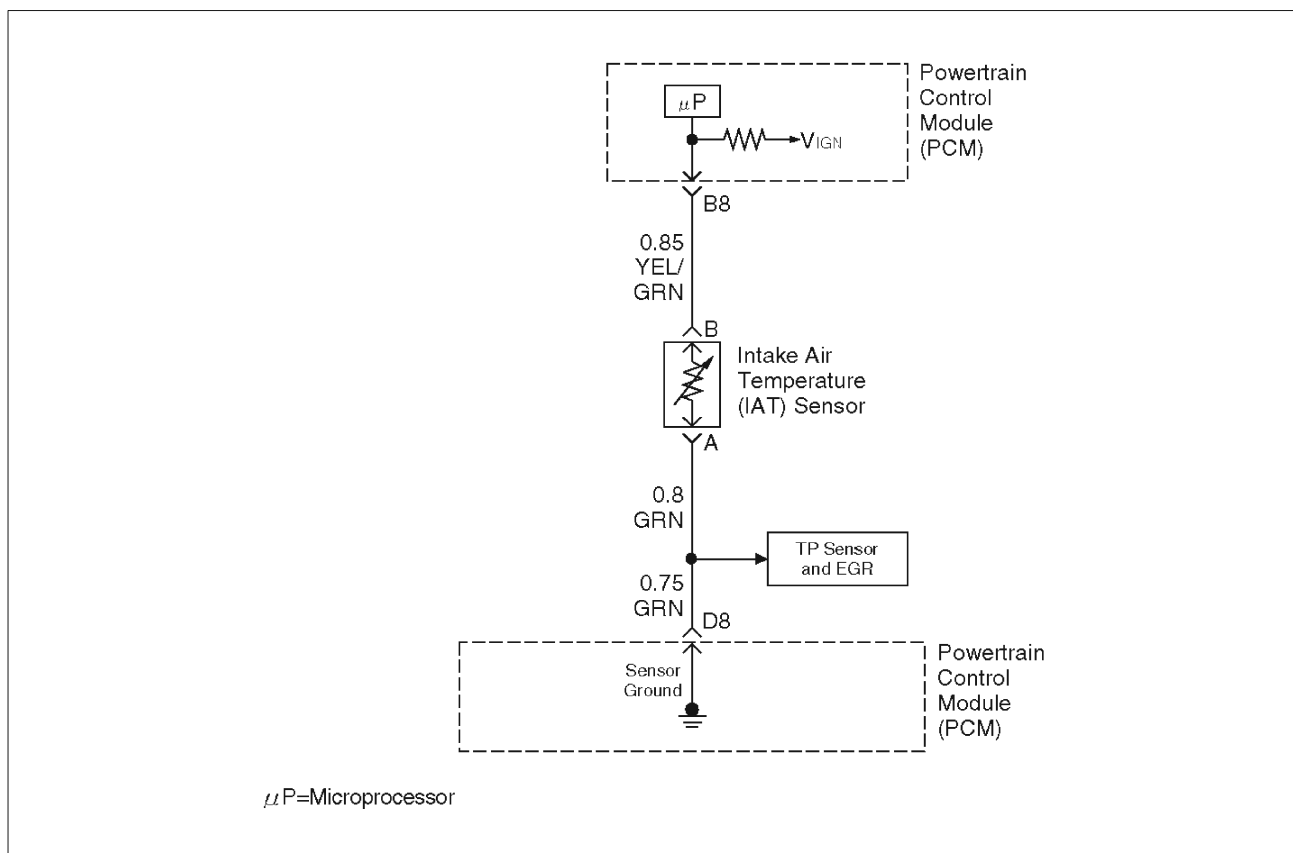 Powertrain
Control
Module
(PCM)
μP
VIGN
B8
0.85
YEL/
GRN
B
Intake Air
Temperature
(IAT) Sensor
A
0.8
GRN
TP Sensor
and EGR
0.75
GRN
D8
Sensor
Ground
Powertrain
Control
Module
(PCM)
μP=Microprocessor